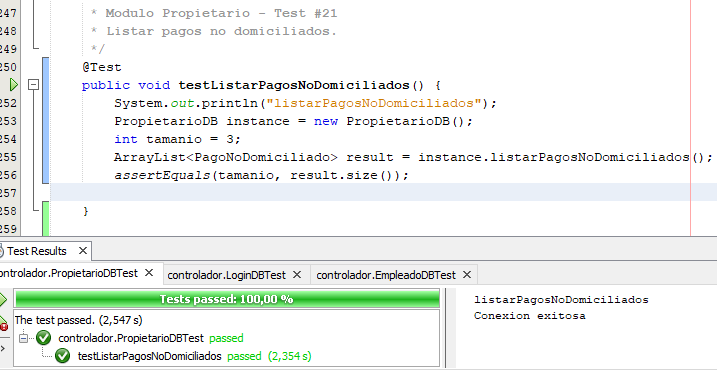 247 * Modulo Propietario - Test #21
248 * Listar pagos no domiciliados.
249 */
250 @Test
public void testListarPagosNoDomiciliados() {
252 System.out.println("listarPagosNoDomiciliados");
253 PropietarioDB instance = new PropietarioDB();
254 int tamanio = 3;
255 ArrayList<PagoNoDomiciliado> result = instance.listarPagosNoDomiciliados();
256 assertEquals(tamanio, result.size());
257
258 }
259
Test Results
ontrolador.PropietarioDBTest controlador.LoginDBTest controlador.EmpleadoDBTest
Tests passed: 100,00 %
The test passed. (2,547 s)
controlador.PropietarioDBTest passed
testListarPagosNoDomiciliados passed (2,354 s)
listarPagosNoDomiciliados
Conexion exitosa